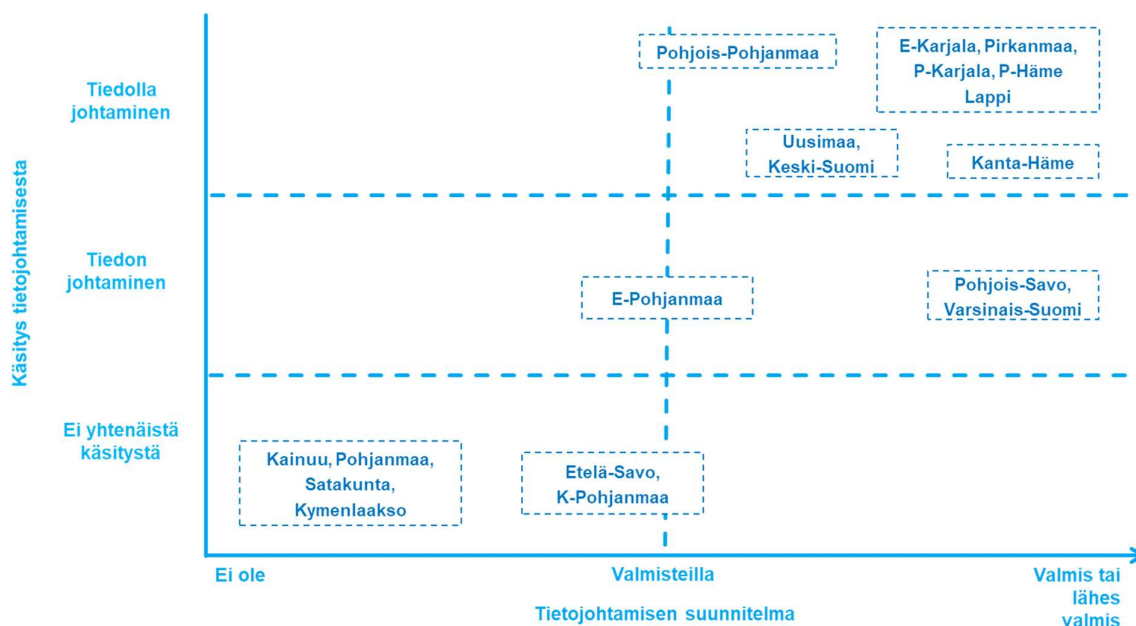 Käsitys tietojohtamisesta
Tiedolla
johtaminen
Pohjois-Pohjanmaa
E-Karjala, Pirkanmaa,
P-Karjala, P-Häme
Lappi
Uusimaa,
Keski-Suomi
Kanta-Häme
Tiedon
johtaminen
E-Pohjanmaa
Pohjois-Savo,
Varsinais-Suomi
Ei yhtenäistä
käsitystä
Kainuu, Pohjanmaa,
Satakunta,
Kymenlaakso
Etelä-Savo,
K-Pohjanmaa
Ei ole
Valmisteilla
Valmis tai
lähes
valmis
Tietojohtamisen suunnitelma